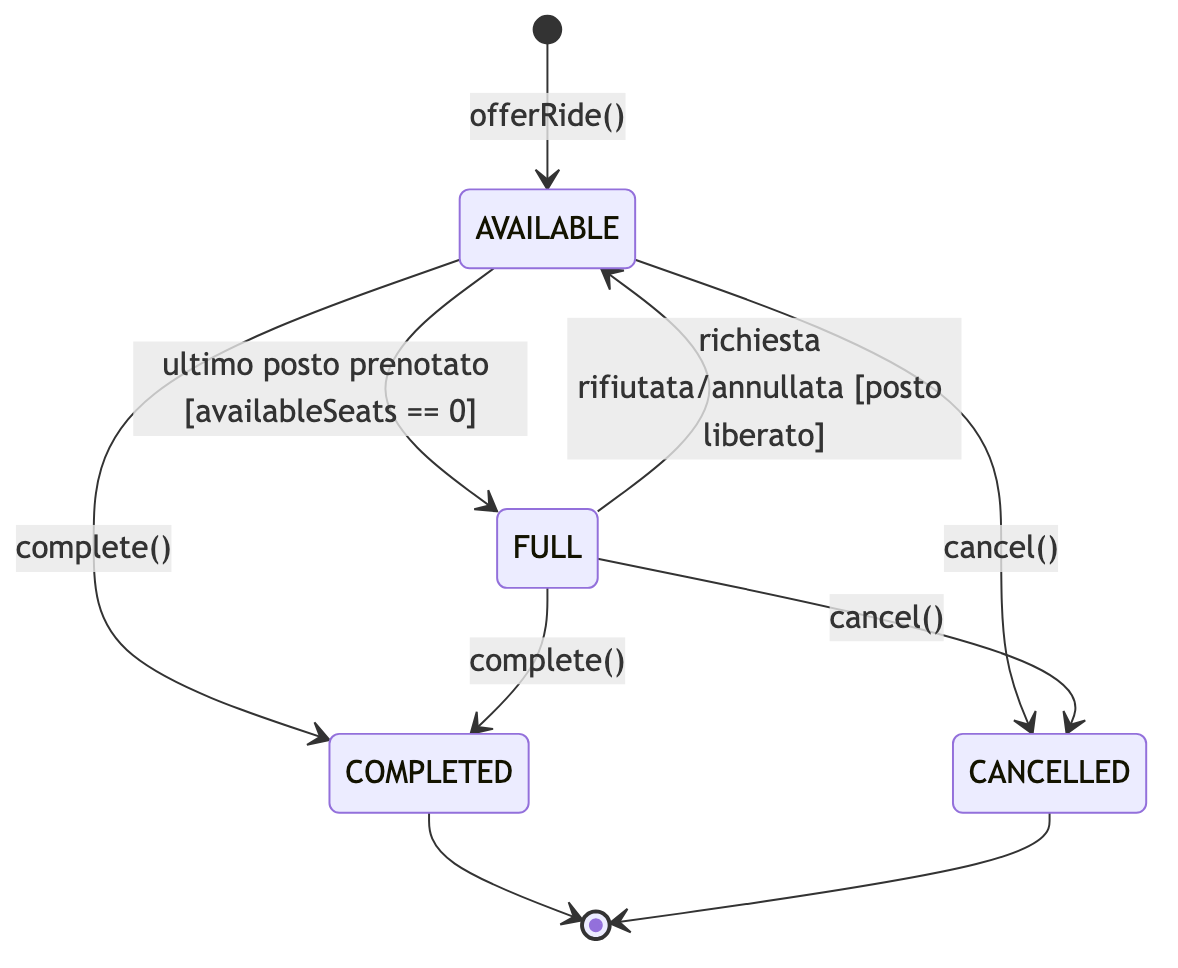 offerRide()
AVAILABLE
ultimo posto prenotato
[availableSeats == 0]
richiesta
rifiutata/annullata [posto
liberato]
complete()
FULL
cancel()
cancel()
complete()
COMPLETED
CANCELLED